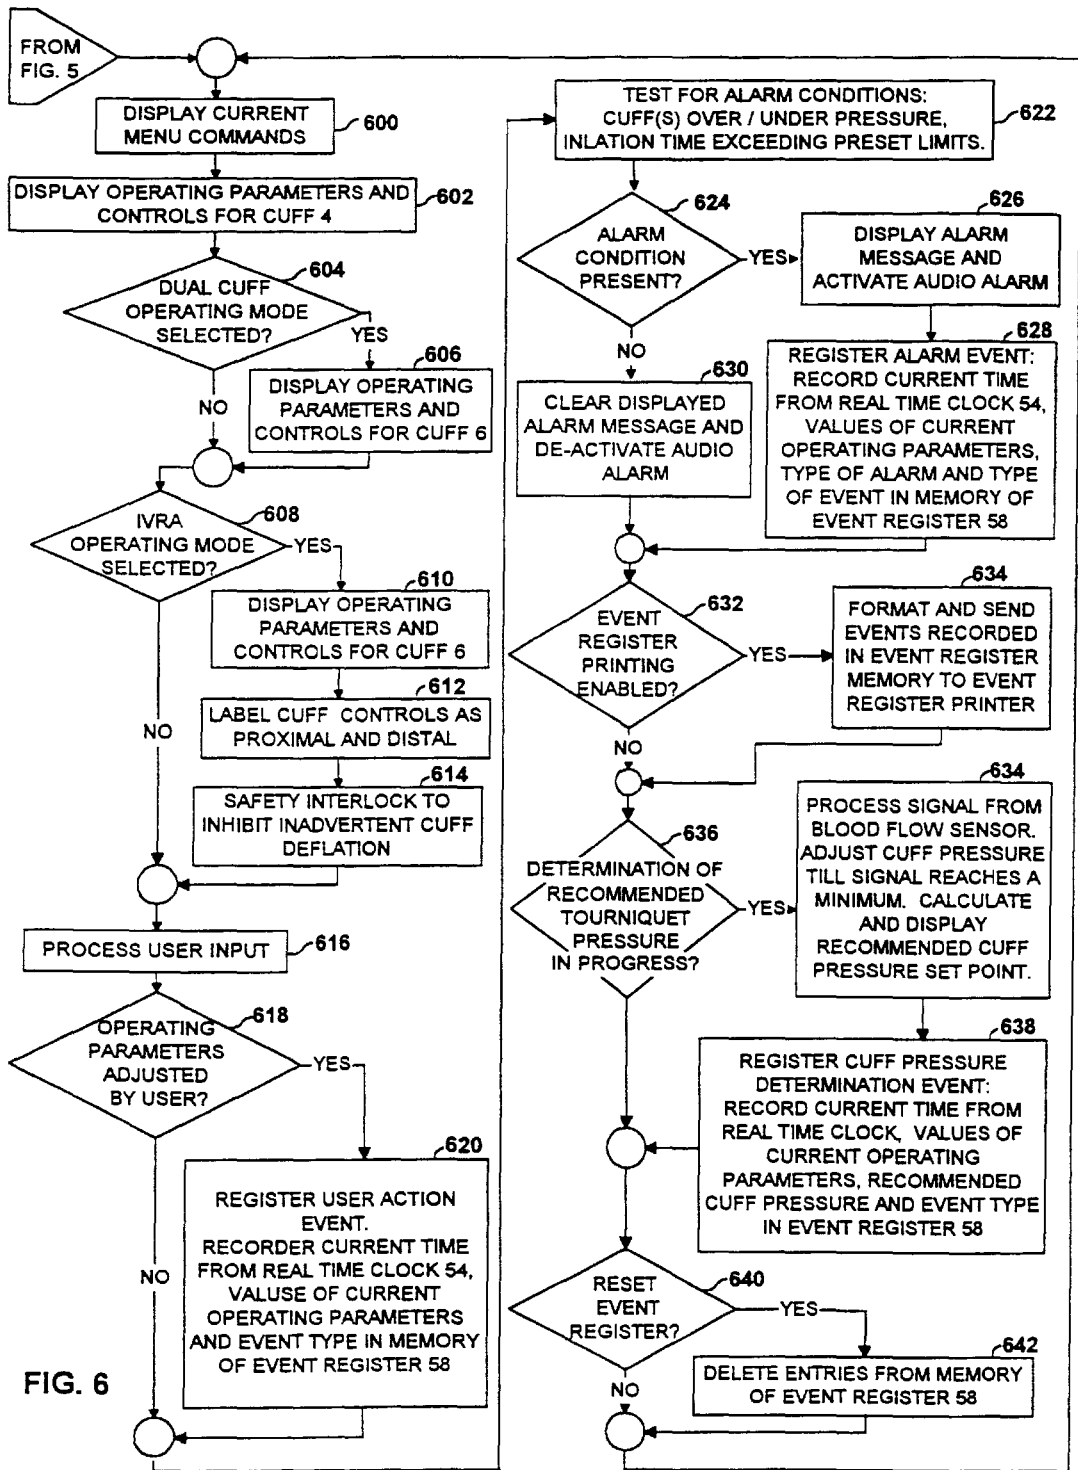 FROM
FIG. 5
DISPLAY CURRENT
MENU COMMANDS
600
DISPLAY OPERATING PARAMETERS AND
CONTROLS FOR CUFF 4
602
604
DUAL CUFF
OPERATING MODE
SELECTED?
YES
606
DISPLAY OPERATING
PARAMETERS AND
CONTROLS FOR CUFF 6
NO
608
IVRA
OPERATING MODE
SELECTED?
YES
610
DISPLAY OPERATING
PARAMETERS AND
CONTROLS FOR CUFF 6
612
LABEL CUFF CONTROLS AS
PROXIMAL AND DISTAL
NO
614
SAFETY INTERLOCK TO
INHIBIT INADVERTENT CUFF
DEFLATION
PROCESS USER INPUT
616
618
OPERATING
PARAMETERS
ADJUSTED
BY USER?
YES
620
REGISTER USER ACTION
EVENT.
RECORDER CURRENT TIME
FROM REAL TIME CLOCK 54,
VALUSE OF CURRENT
OPERATING PARAMETERS
AND EVENT TYPE IN MEMORY
OF EVENT REGISTER 58
NO
FIG. 6
TEST FOR ALARM CONDITIONS:
CUFF(S) OVER / UNDER PRESSURE,
INLATION TIME EXCEEDING PRESET LIMITS.
622
624
ALARM
CONDITION
PRESENT?
YES
626
DISPLAY ALARM
MESSAGE AND
ACTIVATE AUDIO ALARM
NO
628
REGISTER ALARM EVENT:
RECORD CURRENT TIME
FROM REAL TIME CLOCK 54,
VALUES OF CURRENT
OPERATING PARAMETERS,
TYPE OF ALARM AND TYPE
OF EVENT IN MEMORY OF
EVENT REGISTER 58
630
CLEAR DISPLAYED
ALARM MESSAGE AND
DE-ACTIVATE AUDIO
ALARM
632
EVENT
REGISTER
PRINTING
ENABLED?
YES
634
FORMAT AND SEND
EVENTS RECORDED
IN EVENT REGISTER
MEMORY TO EVENT
REGISTER PRINTER
NO
636
DETERMINATION OF
RECOMMENDED
TOURNIQUET
PRESSURE
IN PROGRESS?
YES
634
PROCESS SIGNAL FROM
BLOOD FLOW SENSOR.
ADJUST CUFF PRESSURE
TILL SIGNAL REACHES A
MINIMUM. CALCULATE
AND DISPLAY
RECOMMENDED CUFF
PRESSURE SET POINT.
638
REGISTER CUFF PRESSURE
DETERMINATION EVENT:
RECORD CURRENT TIME FROM
REAL TIME CLOCK, VALUES OF
CURRENT OPERATING
PARAMETERS, RECOMMENDED
CUFF PRESSURE AND EVENT TYPE
IN EVENT REGISTER 58
640
RESET
EVENT
REGISTER?
YES
642
DELETE ENTRIES FROM MEMORY
OF EVENT REGISTER 58
NO